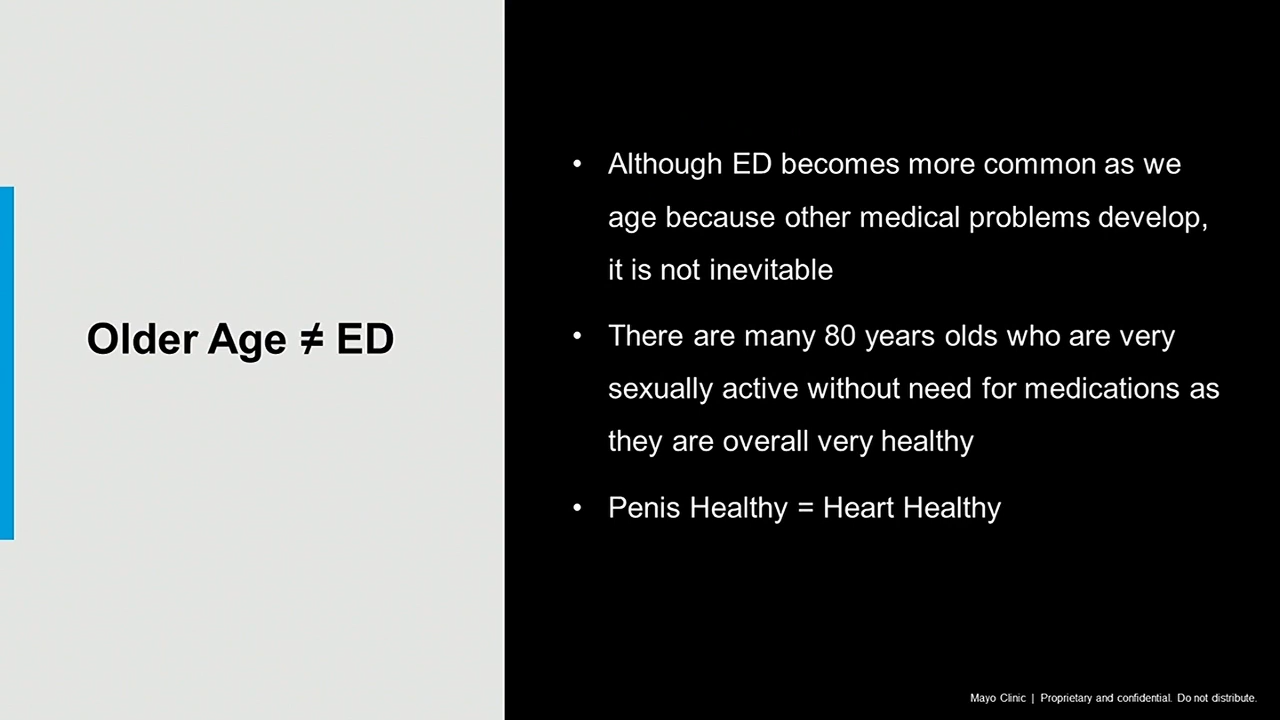 Older Age ≠ ED
• Although ED becomes more common as we
age because other medical problems develop,
it is not inevitable
• There are many 80 years olds who are very
sexually active without need for medications as
they are overall very healthy
• Penis Healthy = Heart Healthy
Mayo Clinic | Proprietary and confidential. Do not distribute.